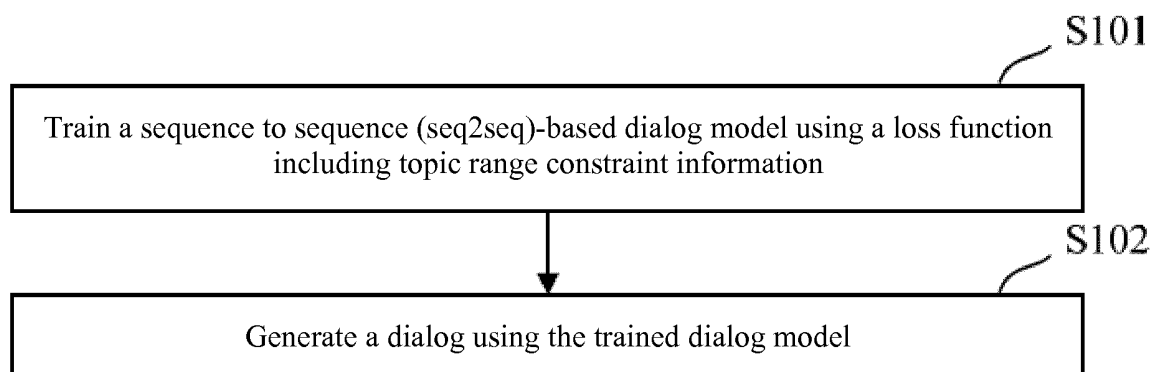 S101
Train a sequence to sequence (seq2seq)-based dialog model using a loss function
including topic range constraint information
S102
Generate a dialog using the trained dialog model